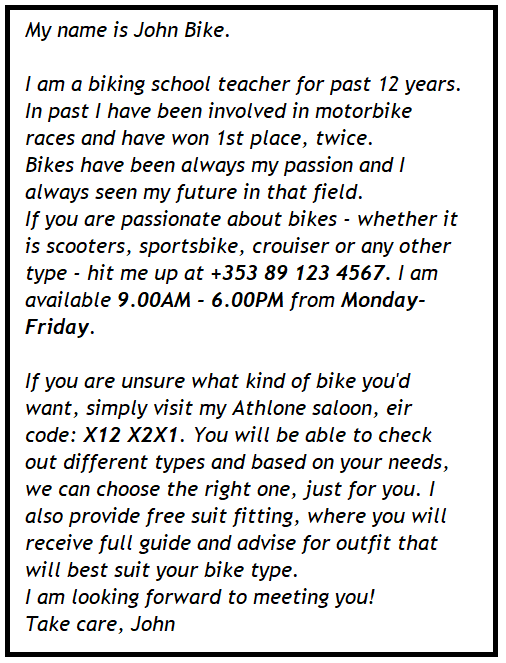 My name is John Bike.
I am a biking school teacher for past 12 years.
In past I have been involved in motorbike
races and have won 1st place, twice.
Bikes have been always my passion and I
always seen my future in that field.
If you are passionate about bikes - whether it
is scooters, sportsbike, crouiser or any other
type - hit me up at +353 89 123 4567. I am
available 9.00AM – 6.00PM from Monday–
Friday.
If you are unsure what kind of bike you'd
want, simply visit my Athlone saloon, eir
code: X12 X2X1. You will be able to check
out different types and based on your needs,
we can choose the right one, just for you. I
also provide free suit fitting, where you will
receive full guide and advise for outfit that
will best suit your bike type.
I am looking forward to meeting you!
Take care, John